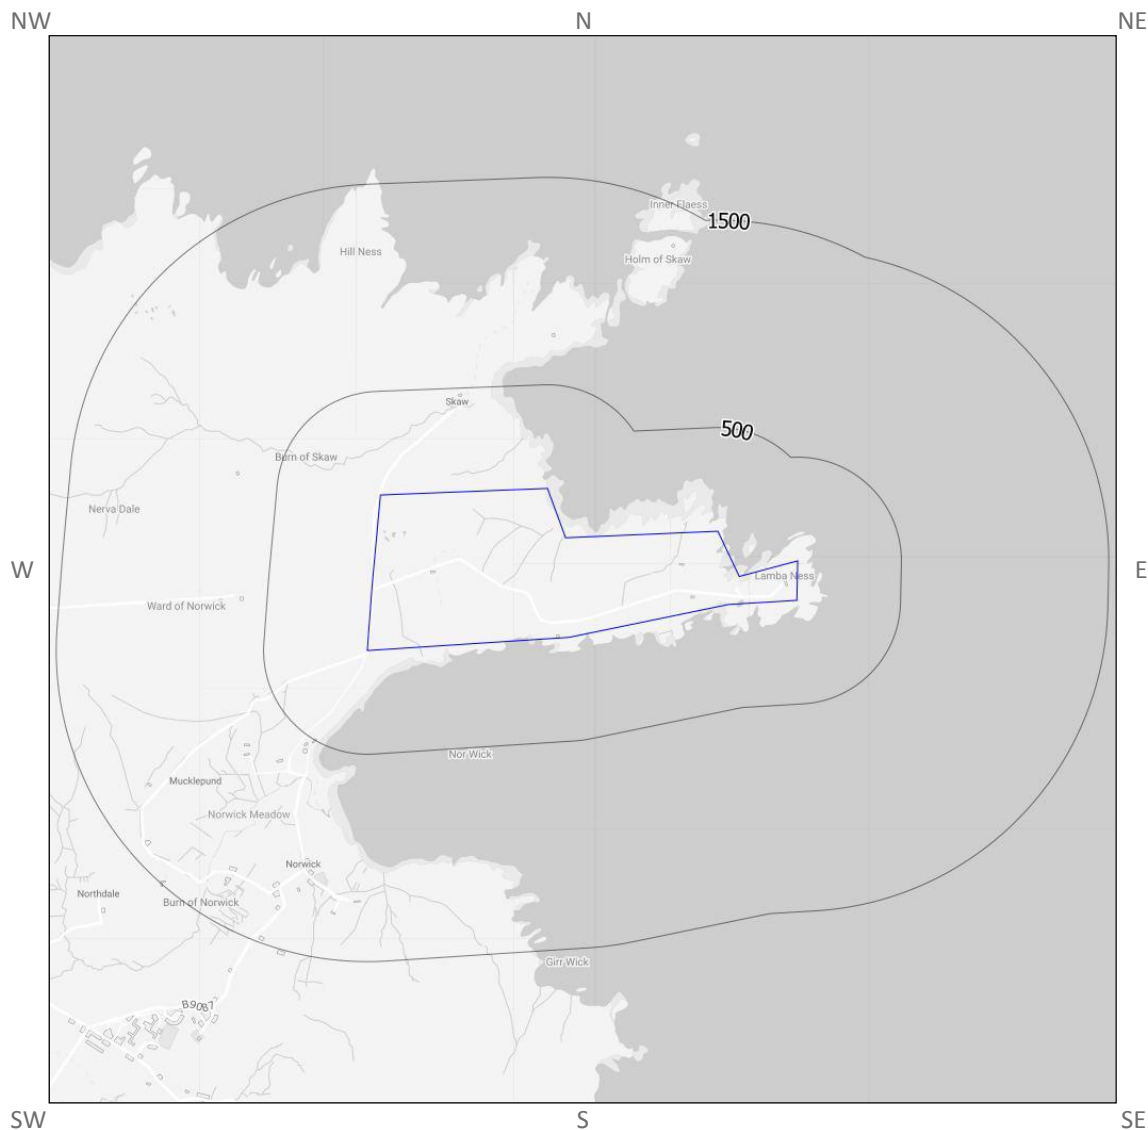 NW N NE
Inner Flaess
1500
Hill Ness
Holm of Skaw
Skaw
500
Burn of Skaw
Nerva Dale
W E
Lamba Ness
Ward of Norwick
Nor Wick
Mucklepund
Norwick Meadow
Norwick
Northdale
Burn of Norwick
Girr Wick
B9087
SW S SE